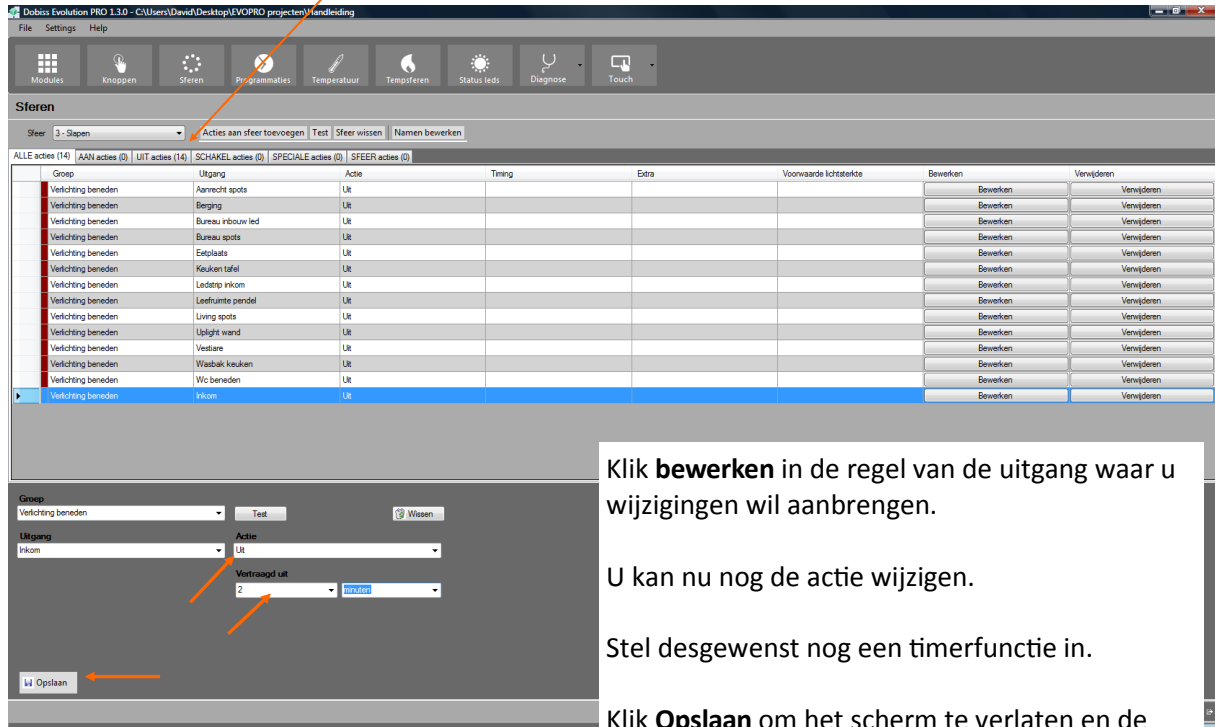 Dobiss Evolution PRO 1.3.0 - C:\Users\David\Desktop\EVOPRO projecten\Handleiding
File Settings Help
Modules Knoppen Sferen Programmaties Temperatuur Tempsferen Status leds Diagnose Touch
Sferen
Sfeer 3 - Slapen Acties aan sfeer toevoegen Test Sfeer wissen Namen bewerken
ALLE acties (14) AAN acties (0) UIT acties (14) SCHAKEL acties (0) SPECIALE acties (0) SFEER acties (0)
Groep Uitgang Actie Timing Extra Voorwaarde lichtsterkte Bewerken Verwijderen
Verlichting beneden Aanrecht spots Uit Bewerken Verwijderen
Verlichting beneden Berging Uit Bewerken Verwijderen
Verlichting beneden Bureau inbouw led Uit Bewerken Verwijderen
Verlichting beneden Bureau spots Uit Bewerken Verwijderen
Verlichting beneden Eetplaats Uit Bewerken Verwijderen
Verlichting beneden Keuken tafel Uit Bewerken Verwijderen
Verlichting beneden Ledstrip inkom Uit Bewerken Verwijderen
Verlichting beneden Leefruimte pendel Uit Bewerken Verwijderen
Verlichting beneden Living spots Uit Bewerken Verwijderen
Verlichting beneden Uplight wand Uit Bewerken Verwijderen
Verlichting beneden Vestiare Uit Bewerken Verwijderen
Verlichting beneden Wasbak keuken Uit Bewerken Verwijderen
Verlichting beneden Wc beneden Uit Bewerken Verwijderen
Verlichting beneden Inkom Uit Bewerken Verwijderen
Groep
Verlichting beneden Test Wissen
Uitgang Actie
Inkom Uit
Vertraagd uit
2 minuten
Opslaan
Klik bewerken in de regel van de uitgang waar u
wijzigingen wil aanbrengen.
U kan nu nog de actie wijzigen.
Stel desgewenst nog een timerfunctie in.
Klik Opslaan om het scherm te verlaten en de